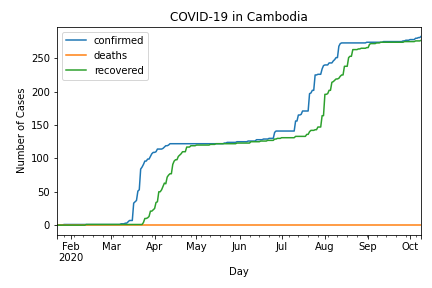 COVID-19 in Cambodia
confirmed
deaths
recovered
Number of Cases
250
200
150
100
50
0
Feb Mar Apr May Jun Jul Aug Sep Oct
2020
Day